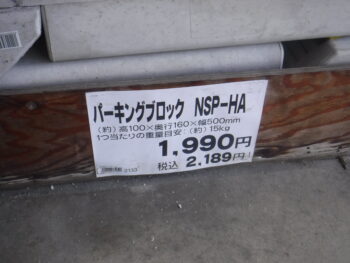 パーキングブロック NSP-HA
(約)高100×奥行160×幅500mm
1つ当たりの重量目安:(約)15kg
1,990円
税込 2,189円